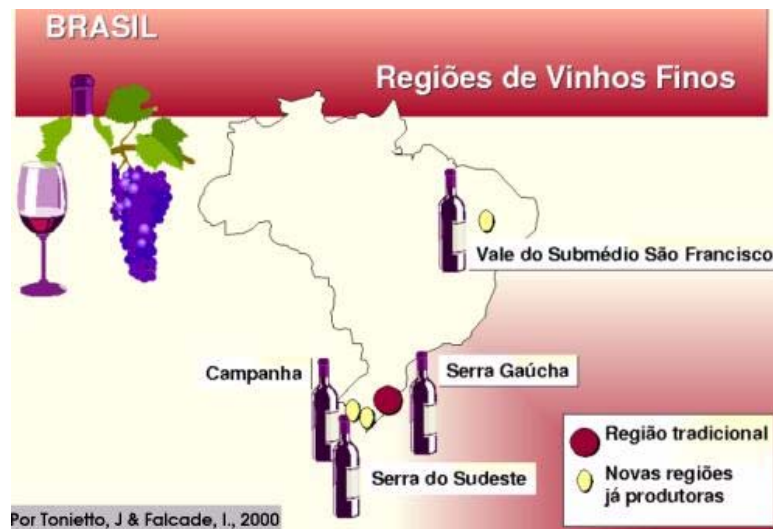 BRASIL
Regiões de Vinhos Finos
Vale do Submédio São Francisco
Campanha
Serra Gaúcha
Serra do Sudeste
Região tradicional
Novas regiões
já produtoras
Por Tonietto, J & Falcade, I., 2000